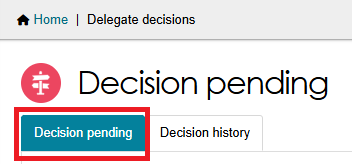 Home | Delegate decisions
Decision pending
Decision pending Decision history